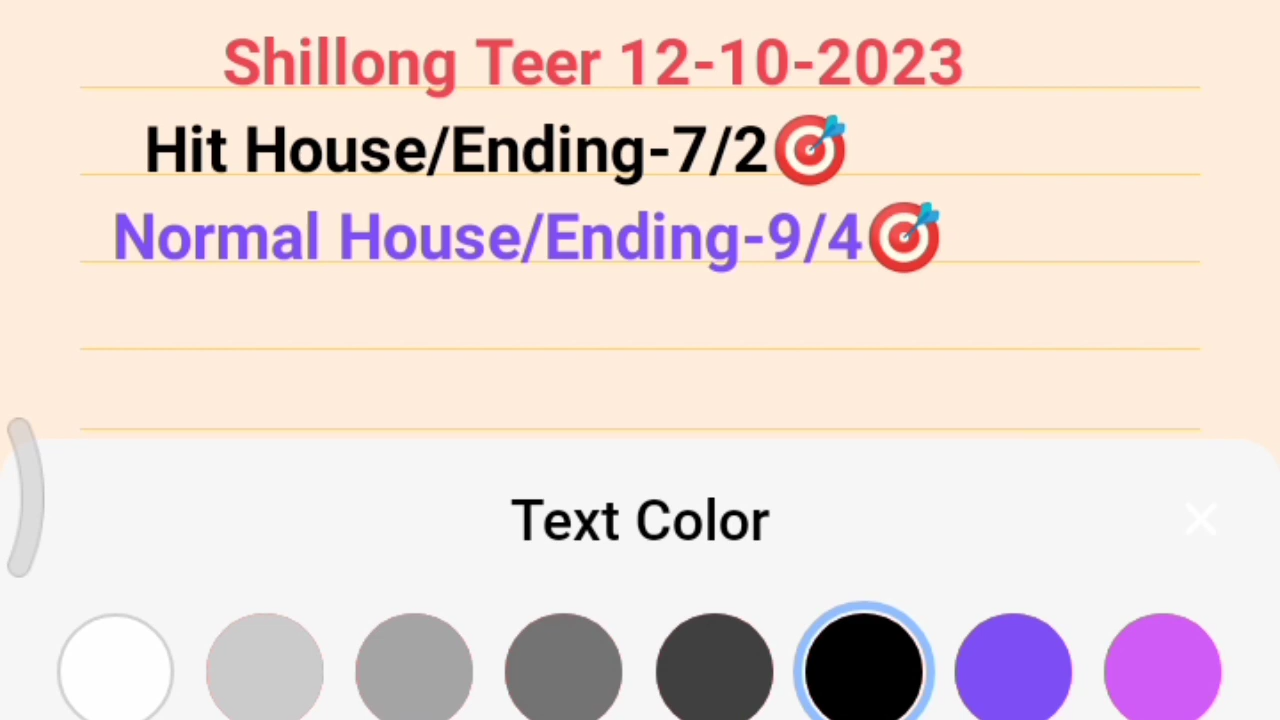 Shillong Teer 12-10-2023
Hit House/Ending-7/2🎯
Normal House/Ending-9/4🎯
Text Color